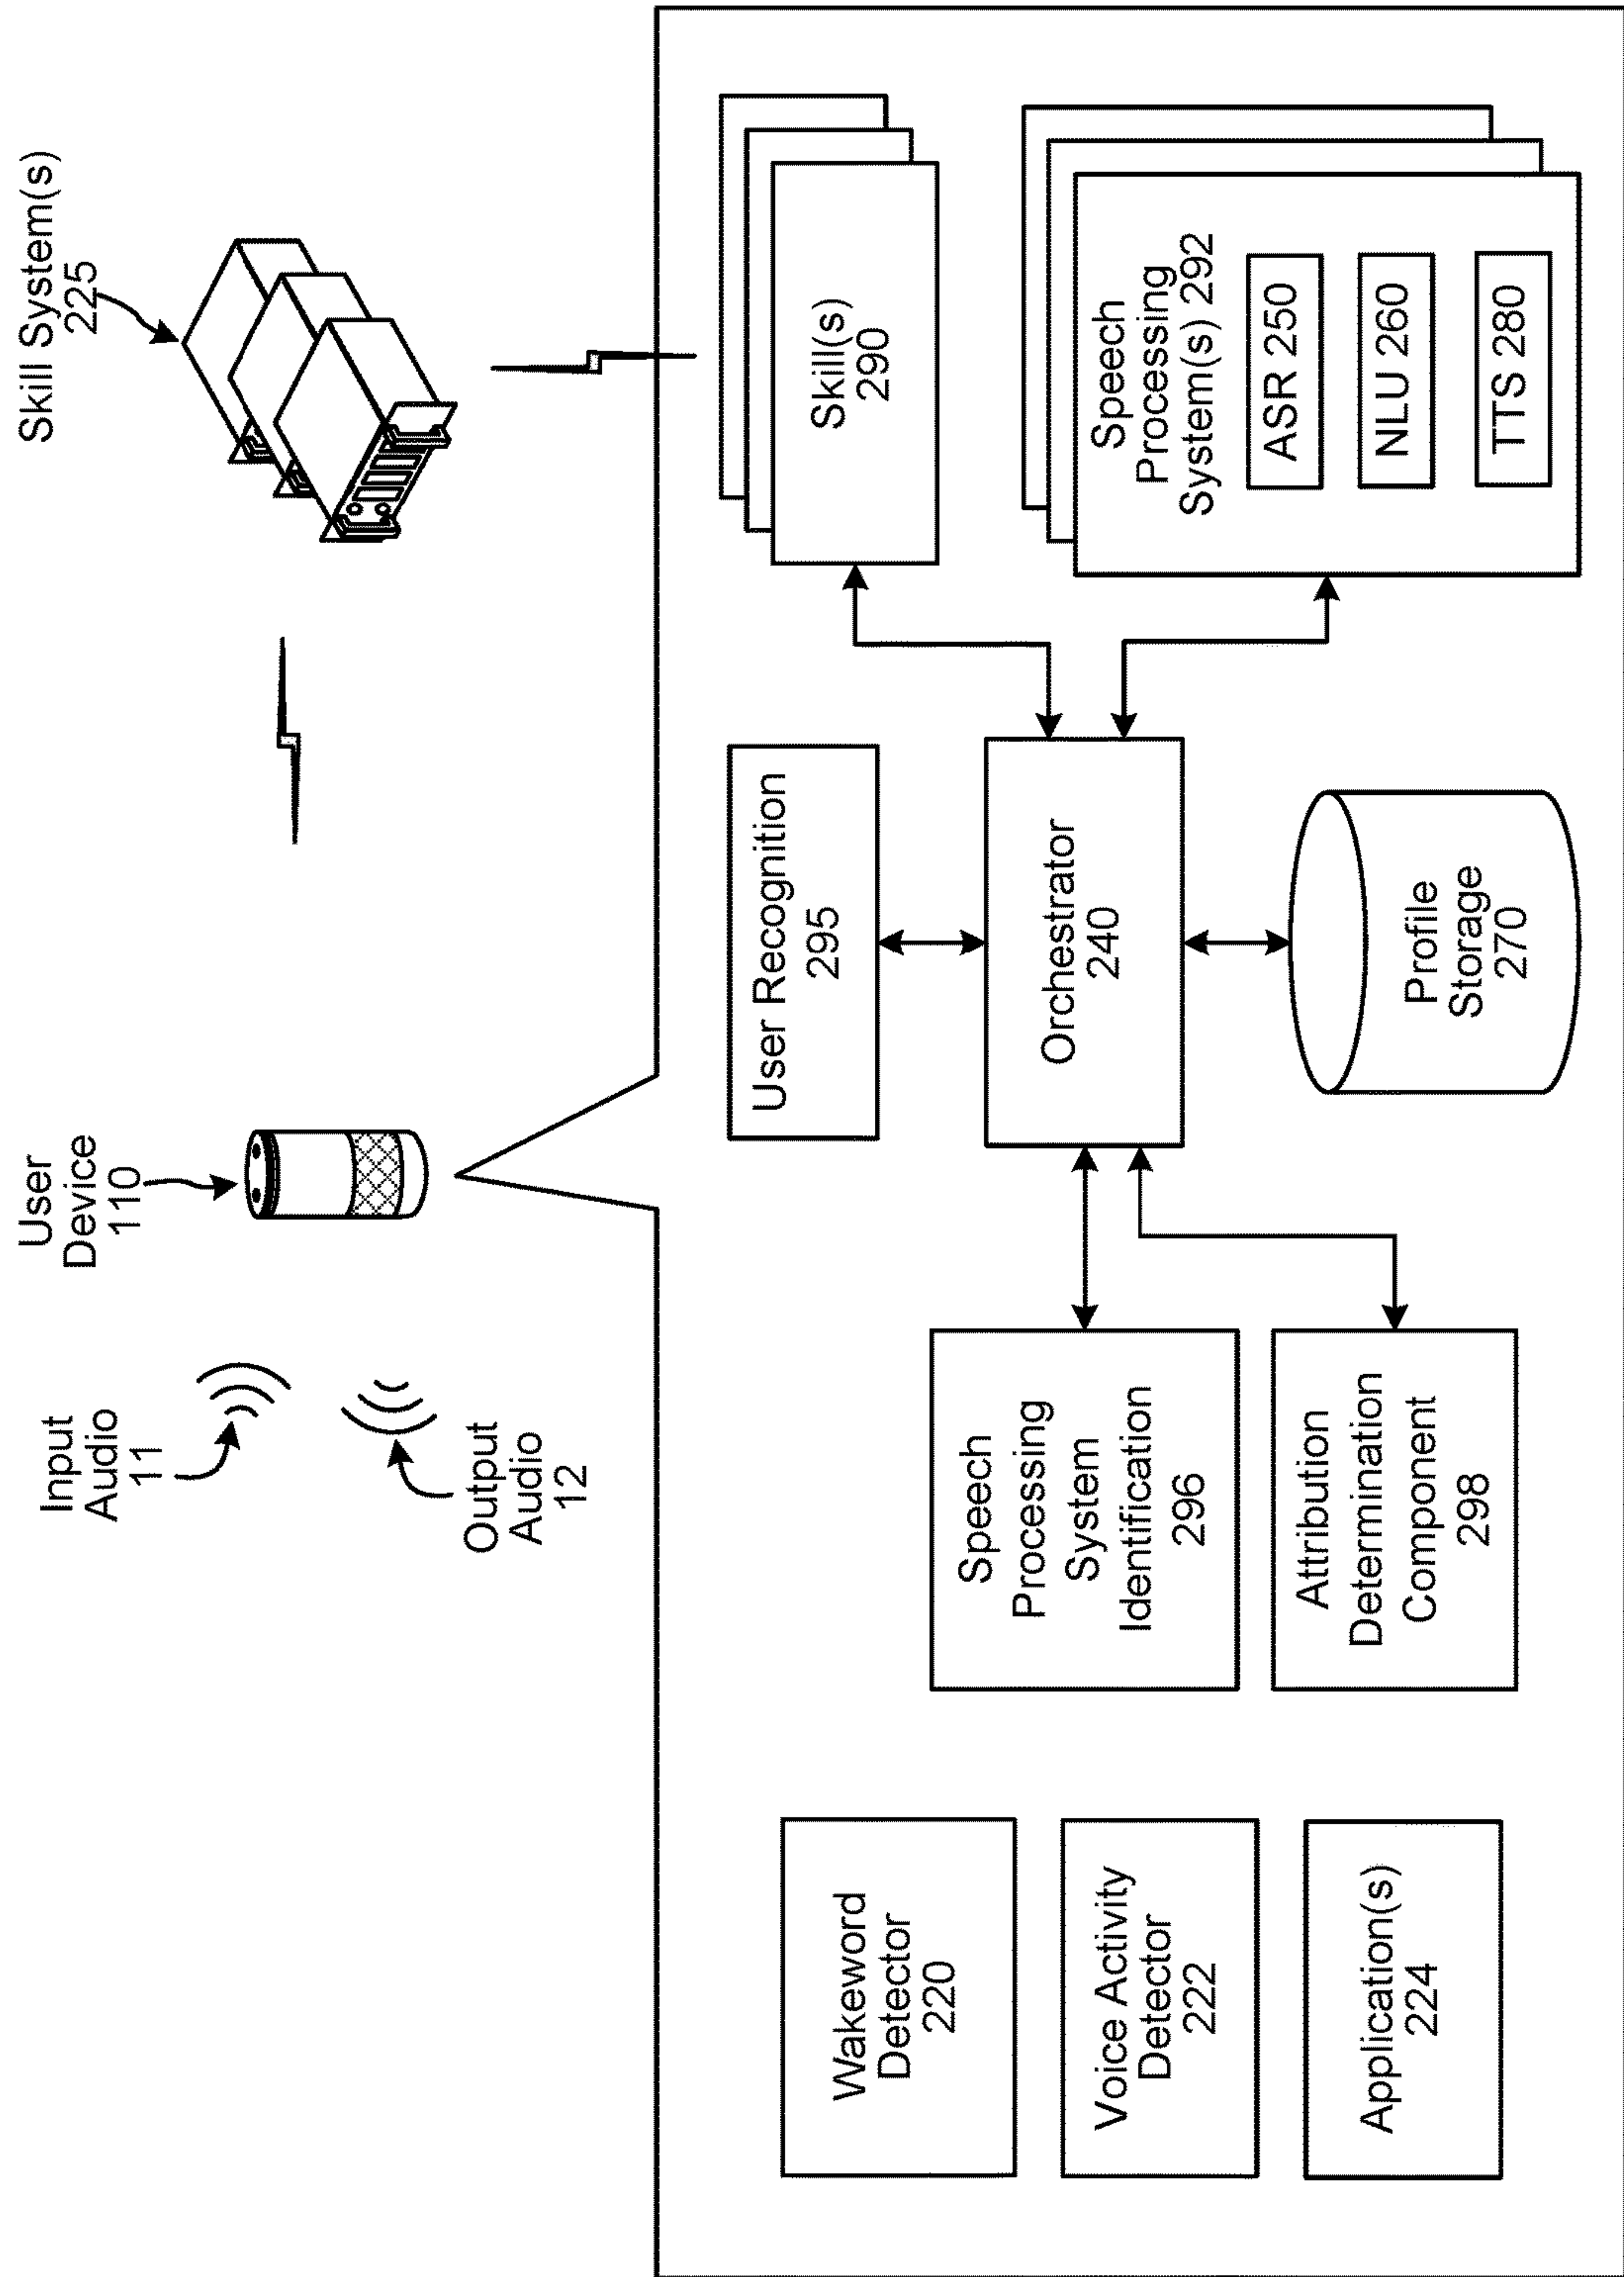 Input
Audio
11
Output
Audio
12
User
Device
110
Skill System(s)
225
Wakeword
Detector
220
Voice Activity
Detector
222
Application(s)
224
Speech
Processing
System
Identification
296
Attribution
Determination
Component
298
User Recognition
295
Orchestrator
240
Profile
Storage
270
Skill(s)
290
Speech
Processing
System(s) 292
ASR 250
NLU 260
TTS 280